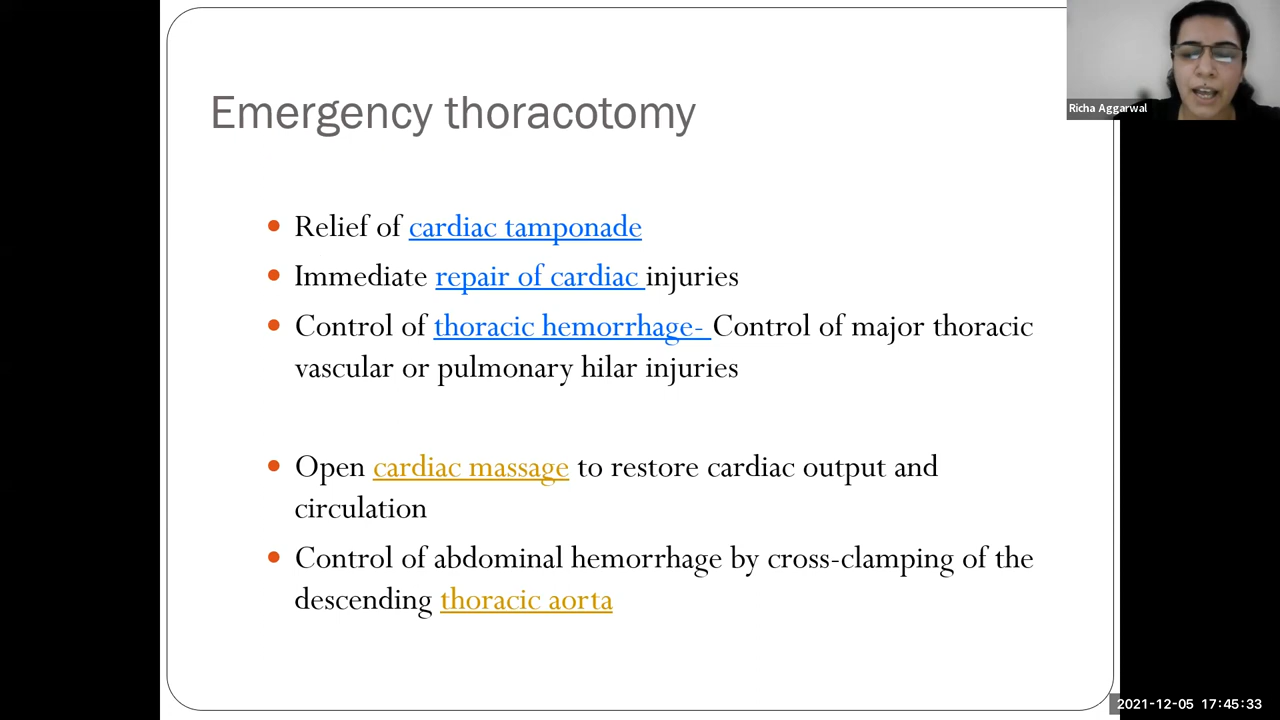 Emergency thoracotomy
Richa Aggarwal
Relief of cardiac tamponade
Immediate repair of cardiac injuries
Control of thoracic hemorrhage- Control of major thoracic
vascular or pulmonary hilar injuries
Open cardiac massage to restore cardiac output and
circulation
Control of abdominal hemorrhage by cross-clamping of the
descending thoracic aorta
2021-12-05 17:45:33